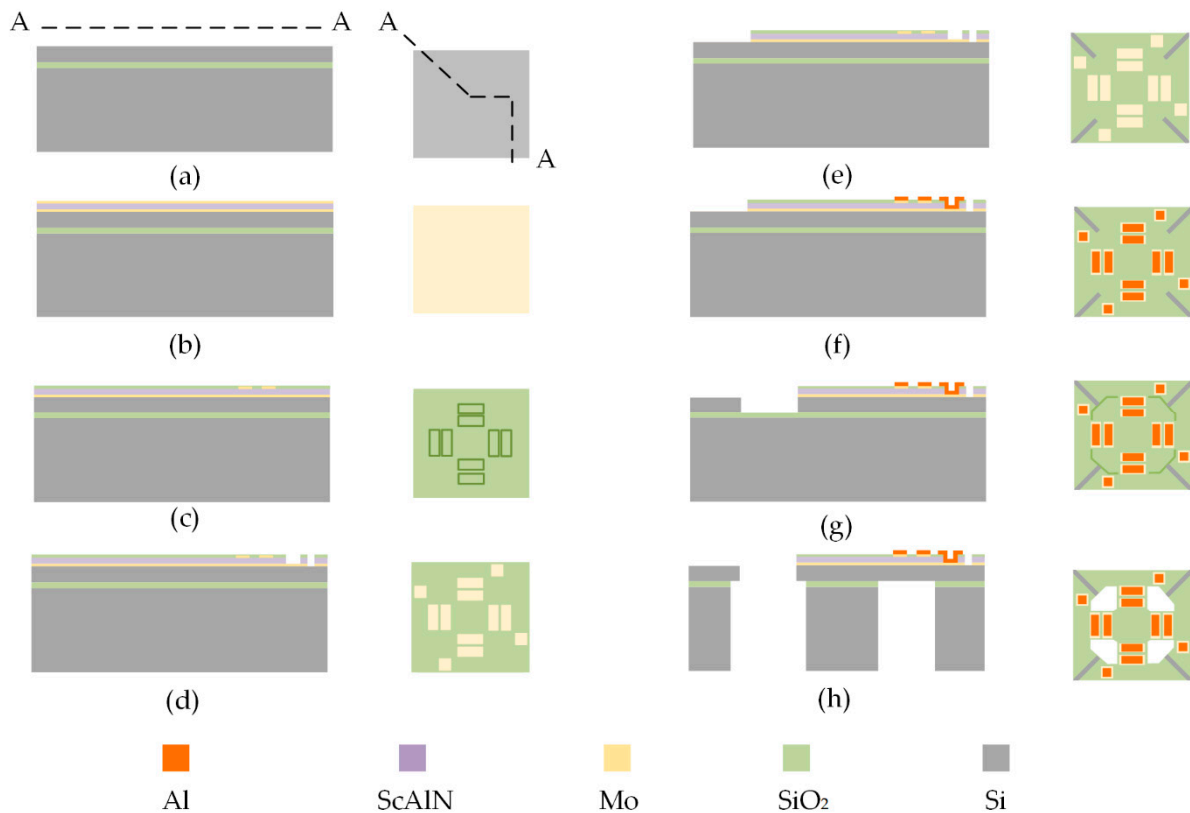 A A
A
A
(a)
(b)
(c)
(d)
(e)
(f)
(g)
(h)
Al
ScAlN
Mo
SiO₂
Si